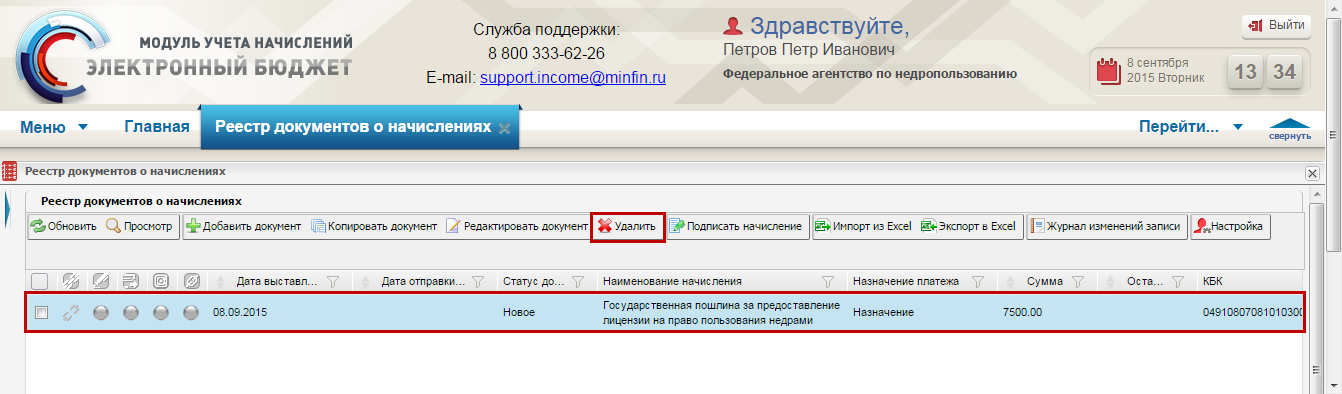 МОДУЛЬ УЧЕТА НАЧИСЛЕНИЙ
ЭЛЕКТРОННЫЙ БЮДЖЕТ
Служба поддержки:
8 800 333-62-26
E-mail: support.income@minfin.ru
Здравствуйте,
Петров Петр Иванович
Федеральное агентство по недропользованию
Выйти
8 сентября
2015 Вторник
13 34
Меню Главная Реестр документов о начислениях Перейти... свернуть
Реестр документов о начислениях
Реестр документов о начислениях
Обновить Просмотр Добавить документ Копировать документ Редактировать документ Удалить Подписать начисление Импорт из Excel Экспорт в Excel Журнал изменений записи Настройка
Дата выставл... Дата отправки... Статус до... Наименование начисления Назначение платежа Сумма Оста... КБК
08.09.2015 Новое Государственная пошлина за предоставление лицензии на право пользования недрами Назначение 7500.00 04910807081010300